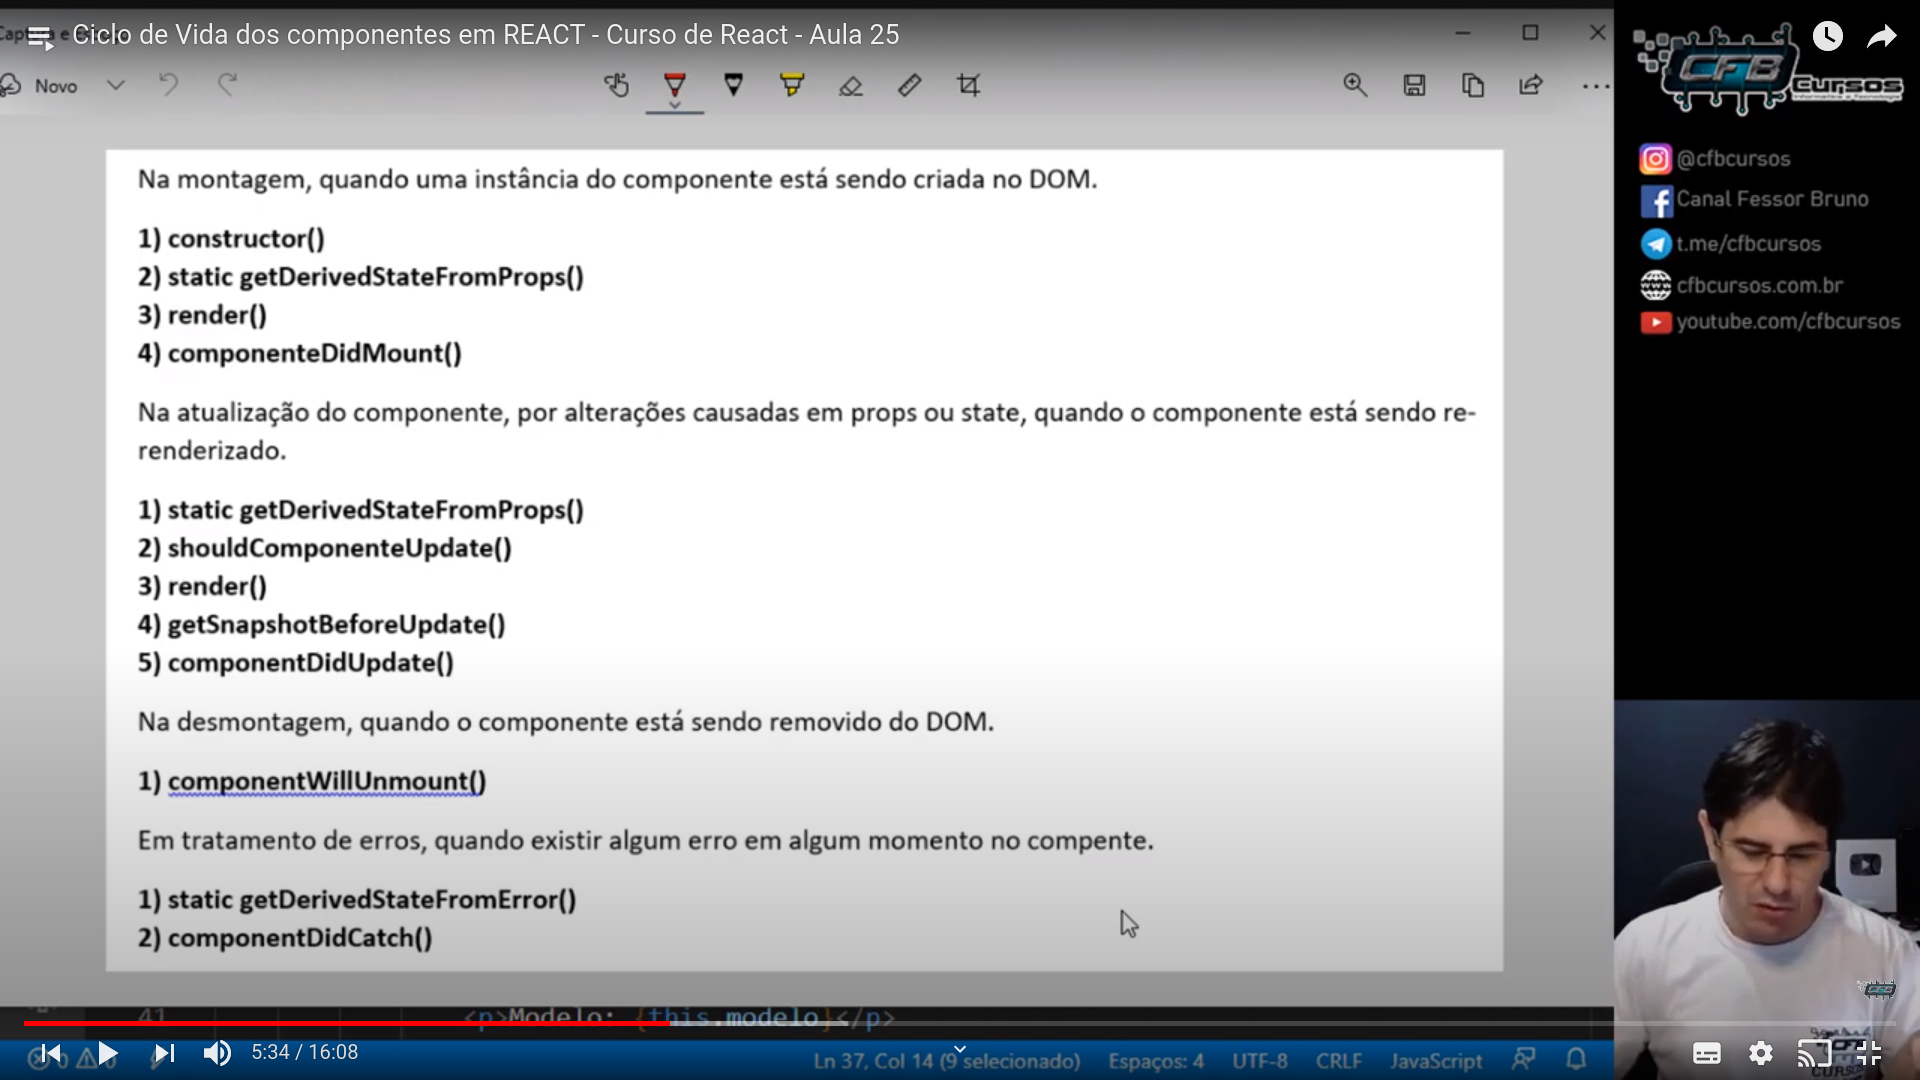 Ciclo de Vida dos componentes em REACT - Curso de React - Aula 25
Novo
Na montagem, quando uma instância do componente está sendo criada no DOM.
1) constructor()
2) static getDerivedStateFromProps()
3) render()
4) componenteDidMount()
Na atualização do componente, por alterações causadas em props ou state, quando o componente está sendo re-
renderizado.
1) static getDerivedStateFromProps()
2) shouldComponenteUpdate()
3) render()
4) getSnapshotBeforeUpdate()
5) componentDidUpdate()
Na desmontagem, quando o componente está sendo removido do DOM.
1) componentWillUnmount()
Em tratamento de erros, quando existir algum erro em algum momento no compente.
1) static getDerivedStateFromError()
2) componentDidCatch()
CFB
Cursos
@cfbcursos
Canal Fessor Bruno
t.me/cfbcursos
cfbcursos.com.br
youtube.com/cfbcursos
41 <p>Modelo: {this.modelo}</p>
5:34 / 16:08
Ln 37, Col 14 (9 selecionado) Espaços: 4 UTF-8 CRLF JavaScript